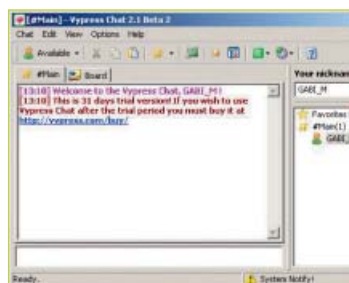 [#Main] - Vypress Chat 2.1 Beta 2
Chat Edit View Options Help
Available
#Main Board
[13:10] Welcome to the Vypress Chat, GABI_M!
[13:10] This is 31 days trial version! If you wish to use
Vypress Chat after the trial period you must buy it at
http://vypress.com/buy/
Your nickname
GABI_M
Favorites
#Main(1)
GABI_
Ready.
System Notify!